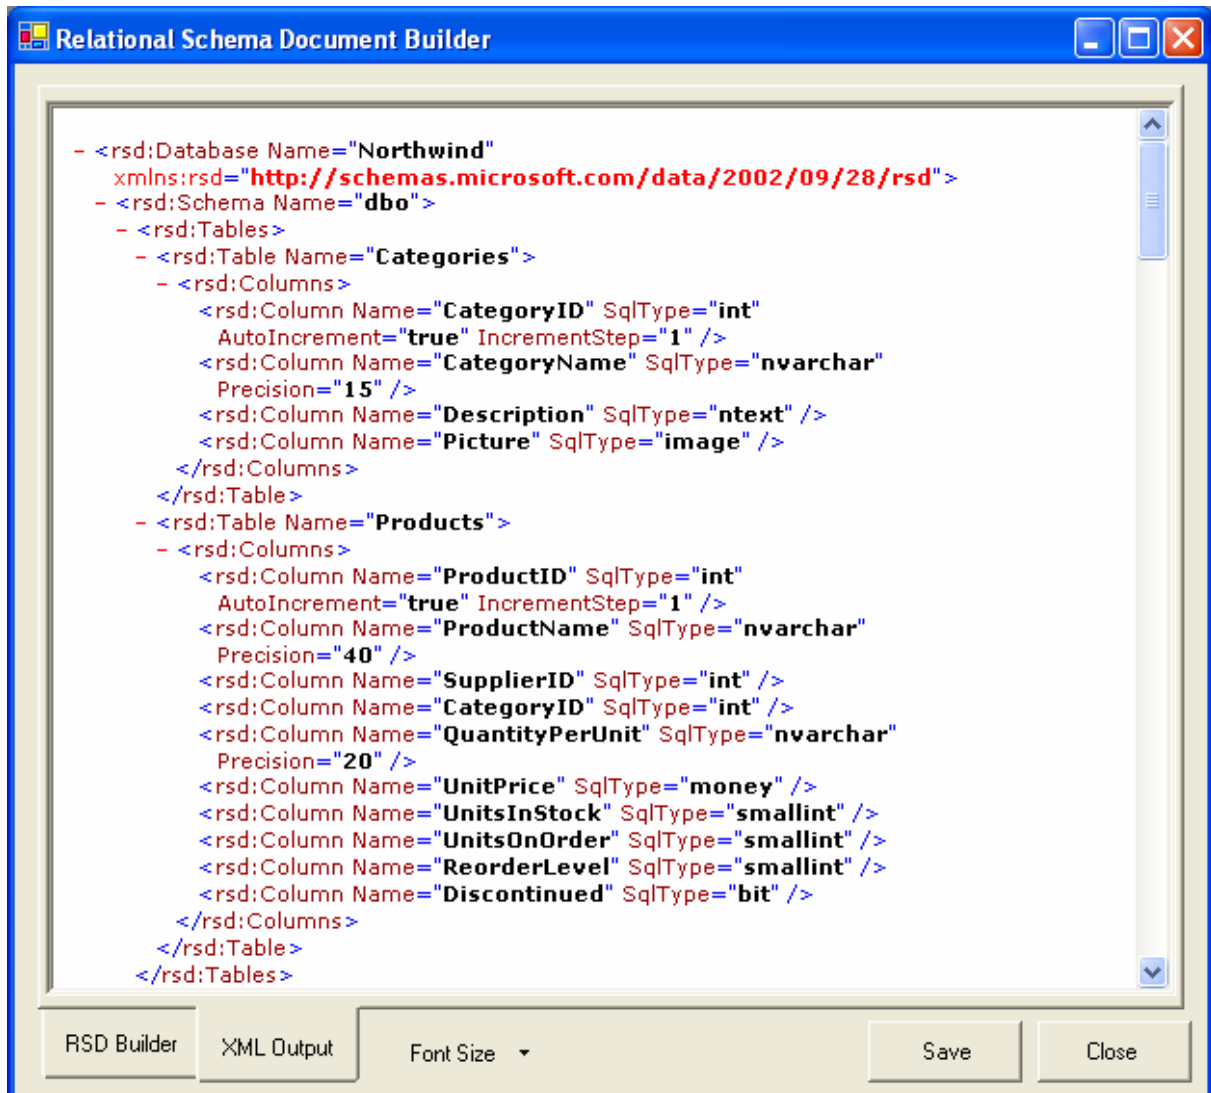 Relational Schema Document Builder
- <rsd:Database Name="Northwind"
xmlns:rsd="http://schemas.microsoft.com/data/2002/09/28/rsd">
- <rsd:Schema Name="dbo">
- <rsd:Tables>
- <rsd:Table Name="Categories">
- <rsd:Columns>
<rsd:Column Name="CategoryID" SqlType="int"
AutoIncrement="true" IncrementStep="1" />
<rsd:Column Name="CategoryName" SqlType="nvarchar"
Precision="15" />
<rsd:Column Name="Description" SqlType="ntext" />
<rsd:Column Name="Picture" SqlType="image" />
</rsd:Columns>
</rsd:Table>
- <rsd:Table Name="Products">
- <rsd:Columns>
<rsd:Column Name="ProductID" SqlType="int"
AutoIncrement="true" IncrementStep="1" />
<rsd:Column Name="ProductName" SqlType="nvarchar"
Precision="40" />
<rsd:Column Name="SupplierID" SqlType="int" />
<rsd:Column Name="CategoryID" SqlType="int" />
<rsd:Column Name="QuantityPerUnit" SqlType="nvarchar"
Precision="20" />
<rsd:Column Name="UnitPrice" SqlType="money" />
<rsd:Column Name="UnitsInStock" SqlType="smallint" />
<rsd:Column Name="UnitsOnOrder" SqlType="smallint" />
<rsd:Column Name="ReorderLevel" SqlType="smallint" />
<rsd:Column Name="Discontinued" SqlType="bit" />
</rsd:Columns>
</rsd:Table>
</rsd:Tables>
RSD Builder XML Output Font Size Save Close